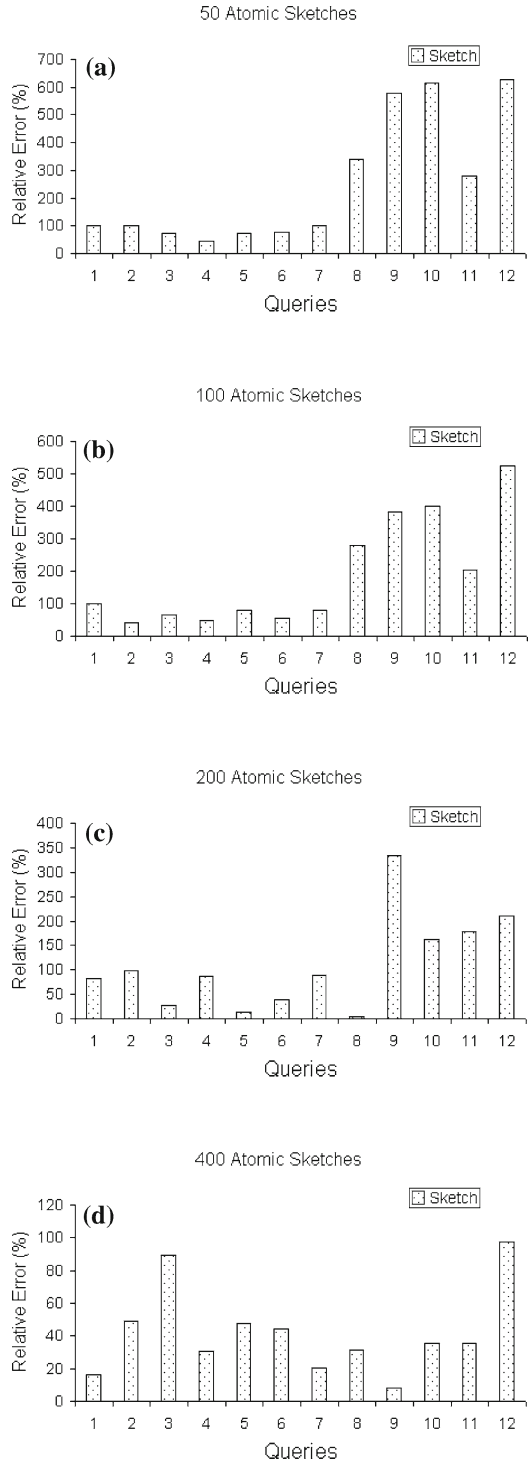 50 Atomic Sketches
(a)
Sketch
Relative Error (%)
700
600
500
400
300
200
100
0
1 2 3 4 5 6 7 8 9 10 11 12
Queries
100 Atomic Sketches
(b)
Sketch
Relative Error (%)
600
500
400
300
200
100
0
1 2 3 4 5 6 7 8 9 10 11 12
Queries
200 Atomic Sketches
(c)
Sketch
Relative Error (%)
400
350
300
250
200
150
100
50
0
1 2 3 4 5 6 7 8 9 10 11 12
Queries
400 Atomic Sketches
(d)
Sketch
Relative Error (%)
120
100
80
60
40
20
0
1 2 3 4 5 6 7 8 9 10 11 12
Queries